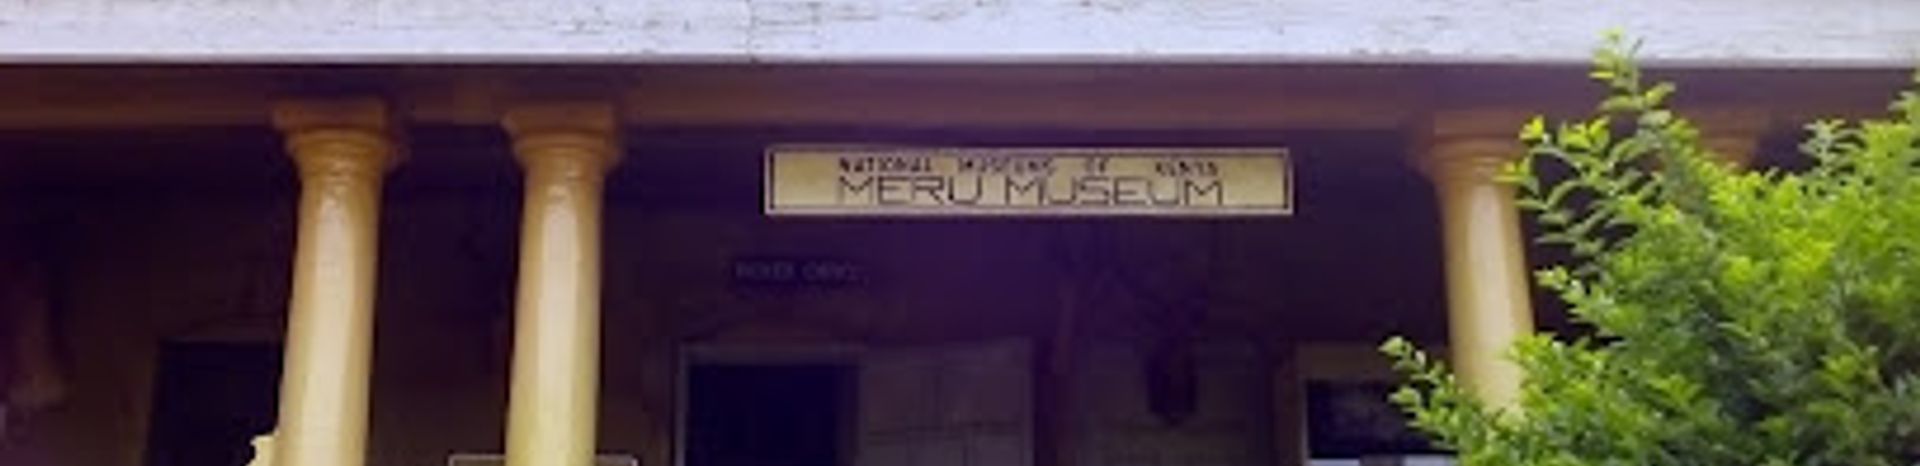 NATIONAL MUSEUMS OF KENYA
MERU MUSEUM